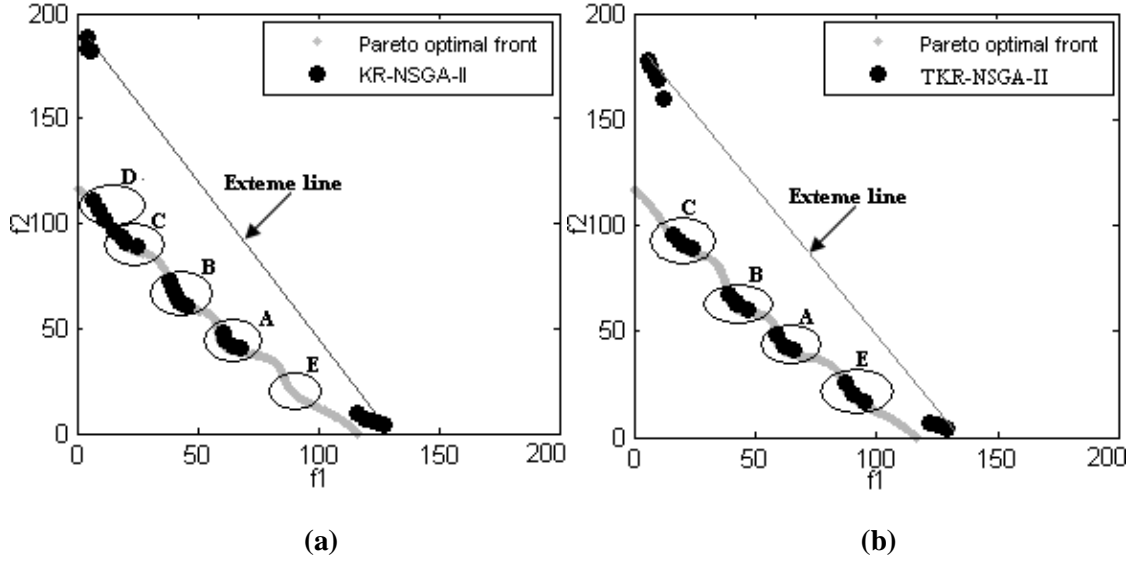 200
150
100
50
0
f2
Pareto optimal front
KR-NSGA-II
D
C
B
A
E
Exteme line
0
50
100
150
200
f1
(a)
200
150
100
50
0
f2
Pareto optimal front
TKR-NSGA-II
C
B
A
E
Exteme line
0
50
100
150
200
f1
(b)